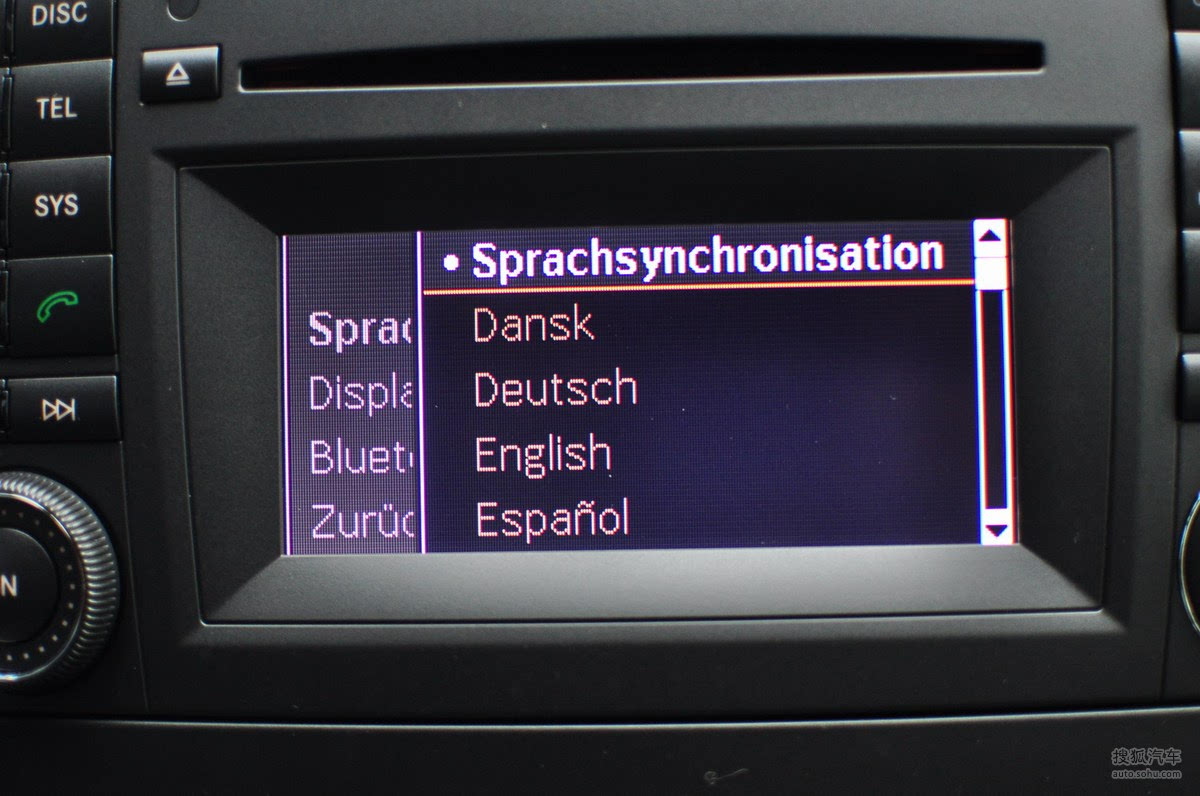 DISC
TEL
SYS
N
Sprac
Displa
Bluet
Zurüc
Sprachsynchronisation
Dansk
Deutsch
English
Español
搜狐汽车
auto.sohu.com